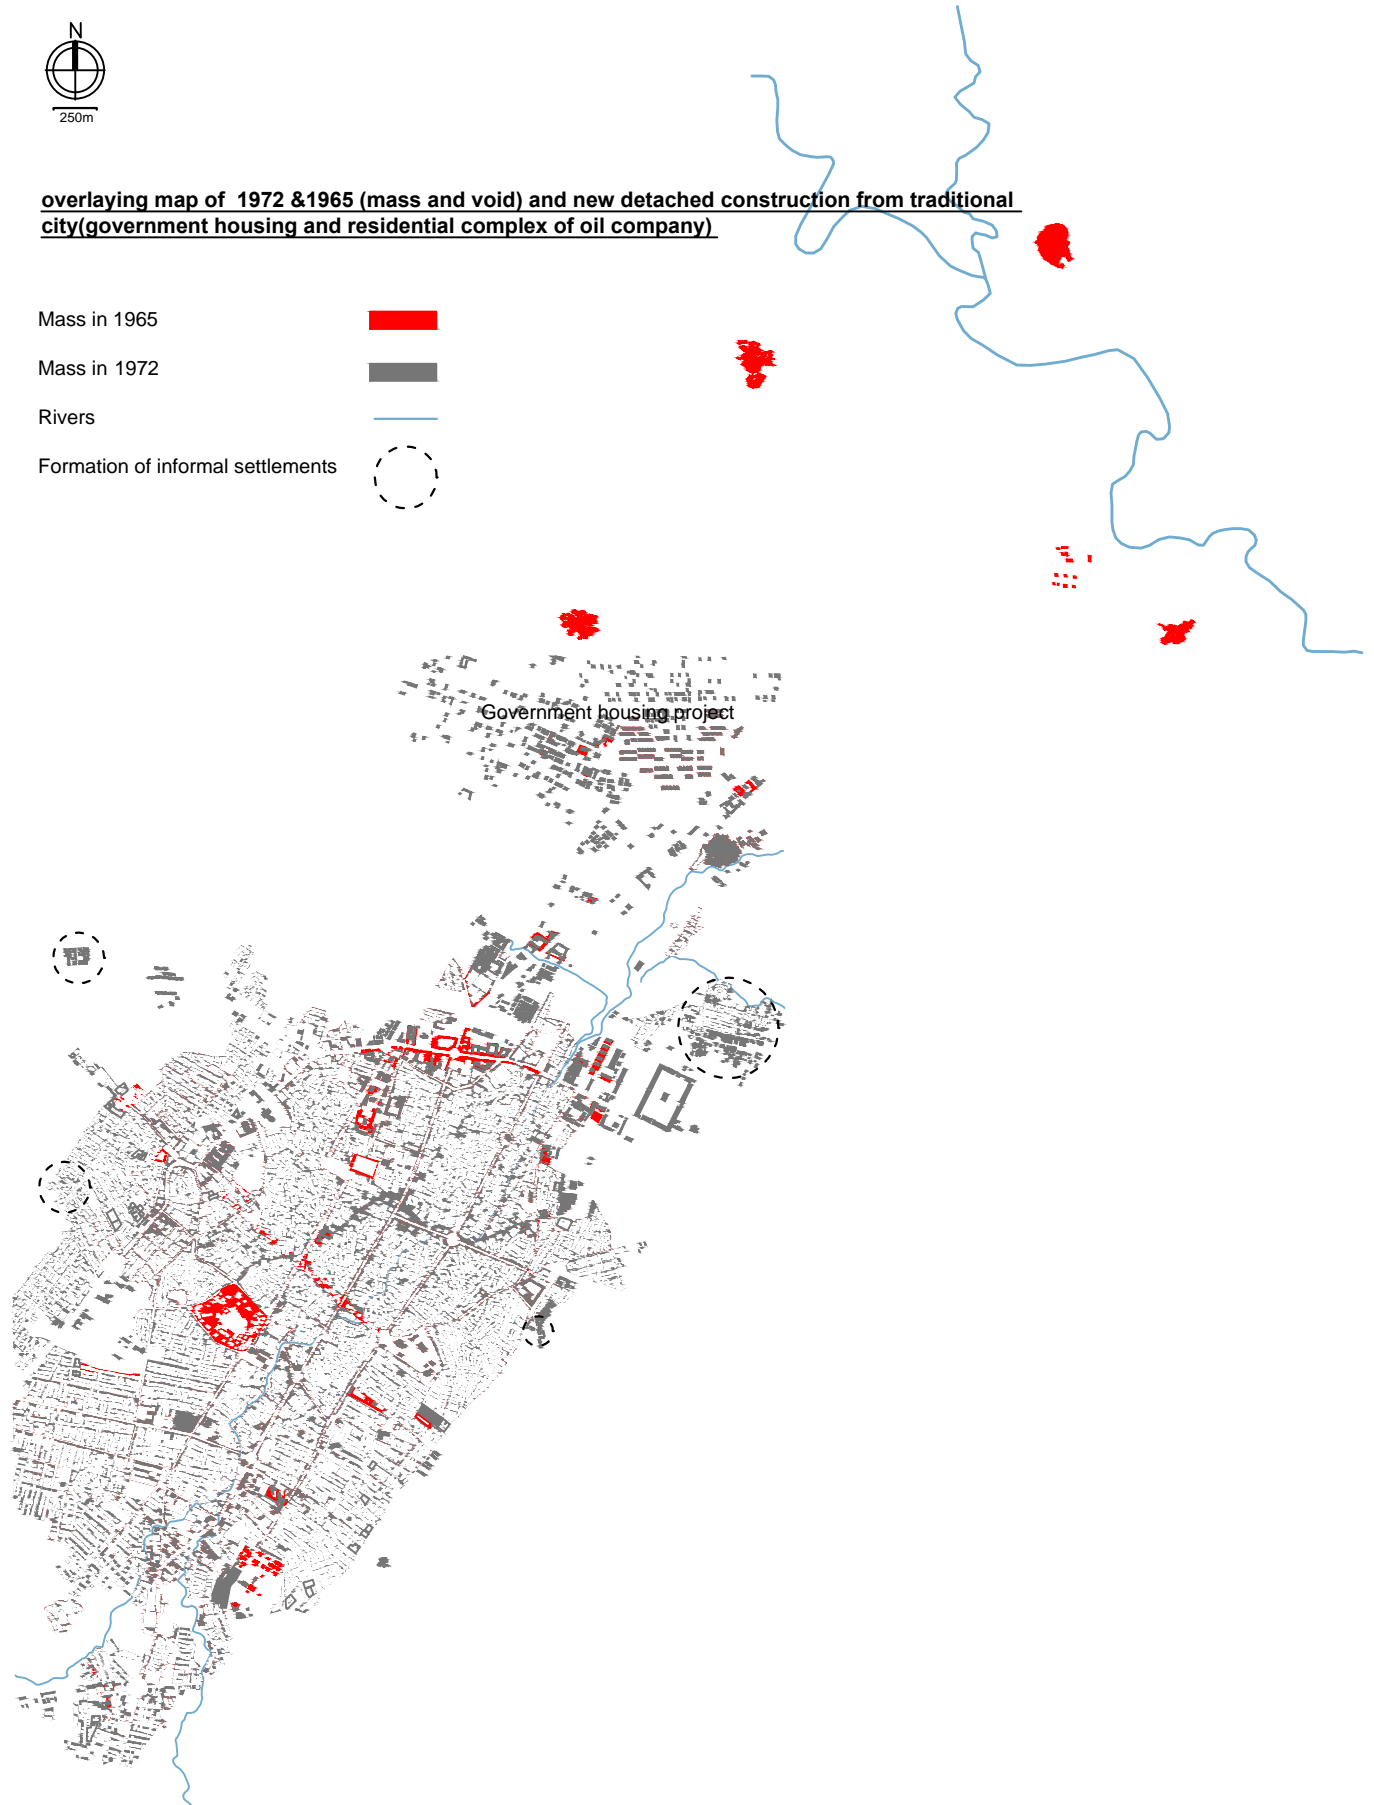 N
250m
overlaying map of 1972 &1965 (mass and void) and new detached construction from traditional
city(government housing and residential complex of oil company)
Mass in 1965
Mass in 1972
Rivers
Formation of informal settlements
Government housing project